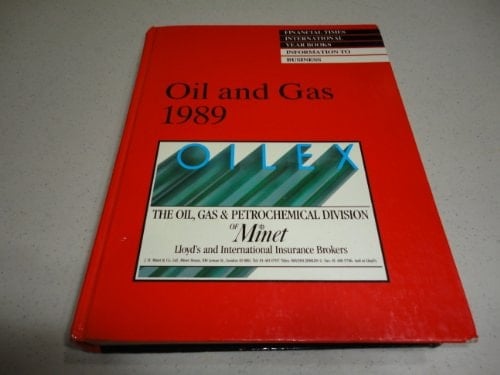 FINANCIAL TIMES
INTERNATIONAL
YEAR BOOKS
INFORMATION TO
BUSINESS
Oil and Gas
1989
OILEX
THE OIL, GAS & PETROCHEMICAL DIVISION
OF Minet
Lloyd's and International Insurance Brokers